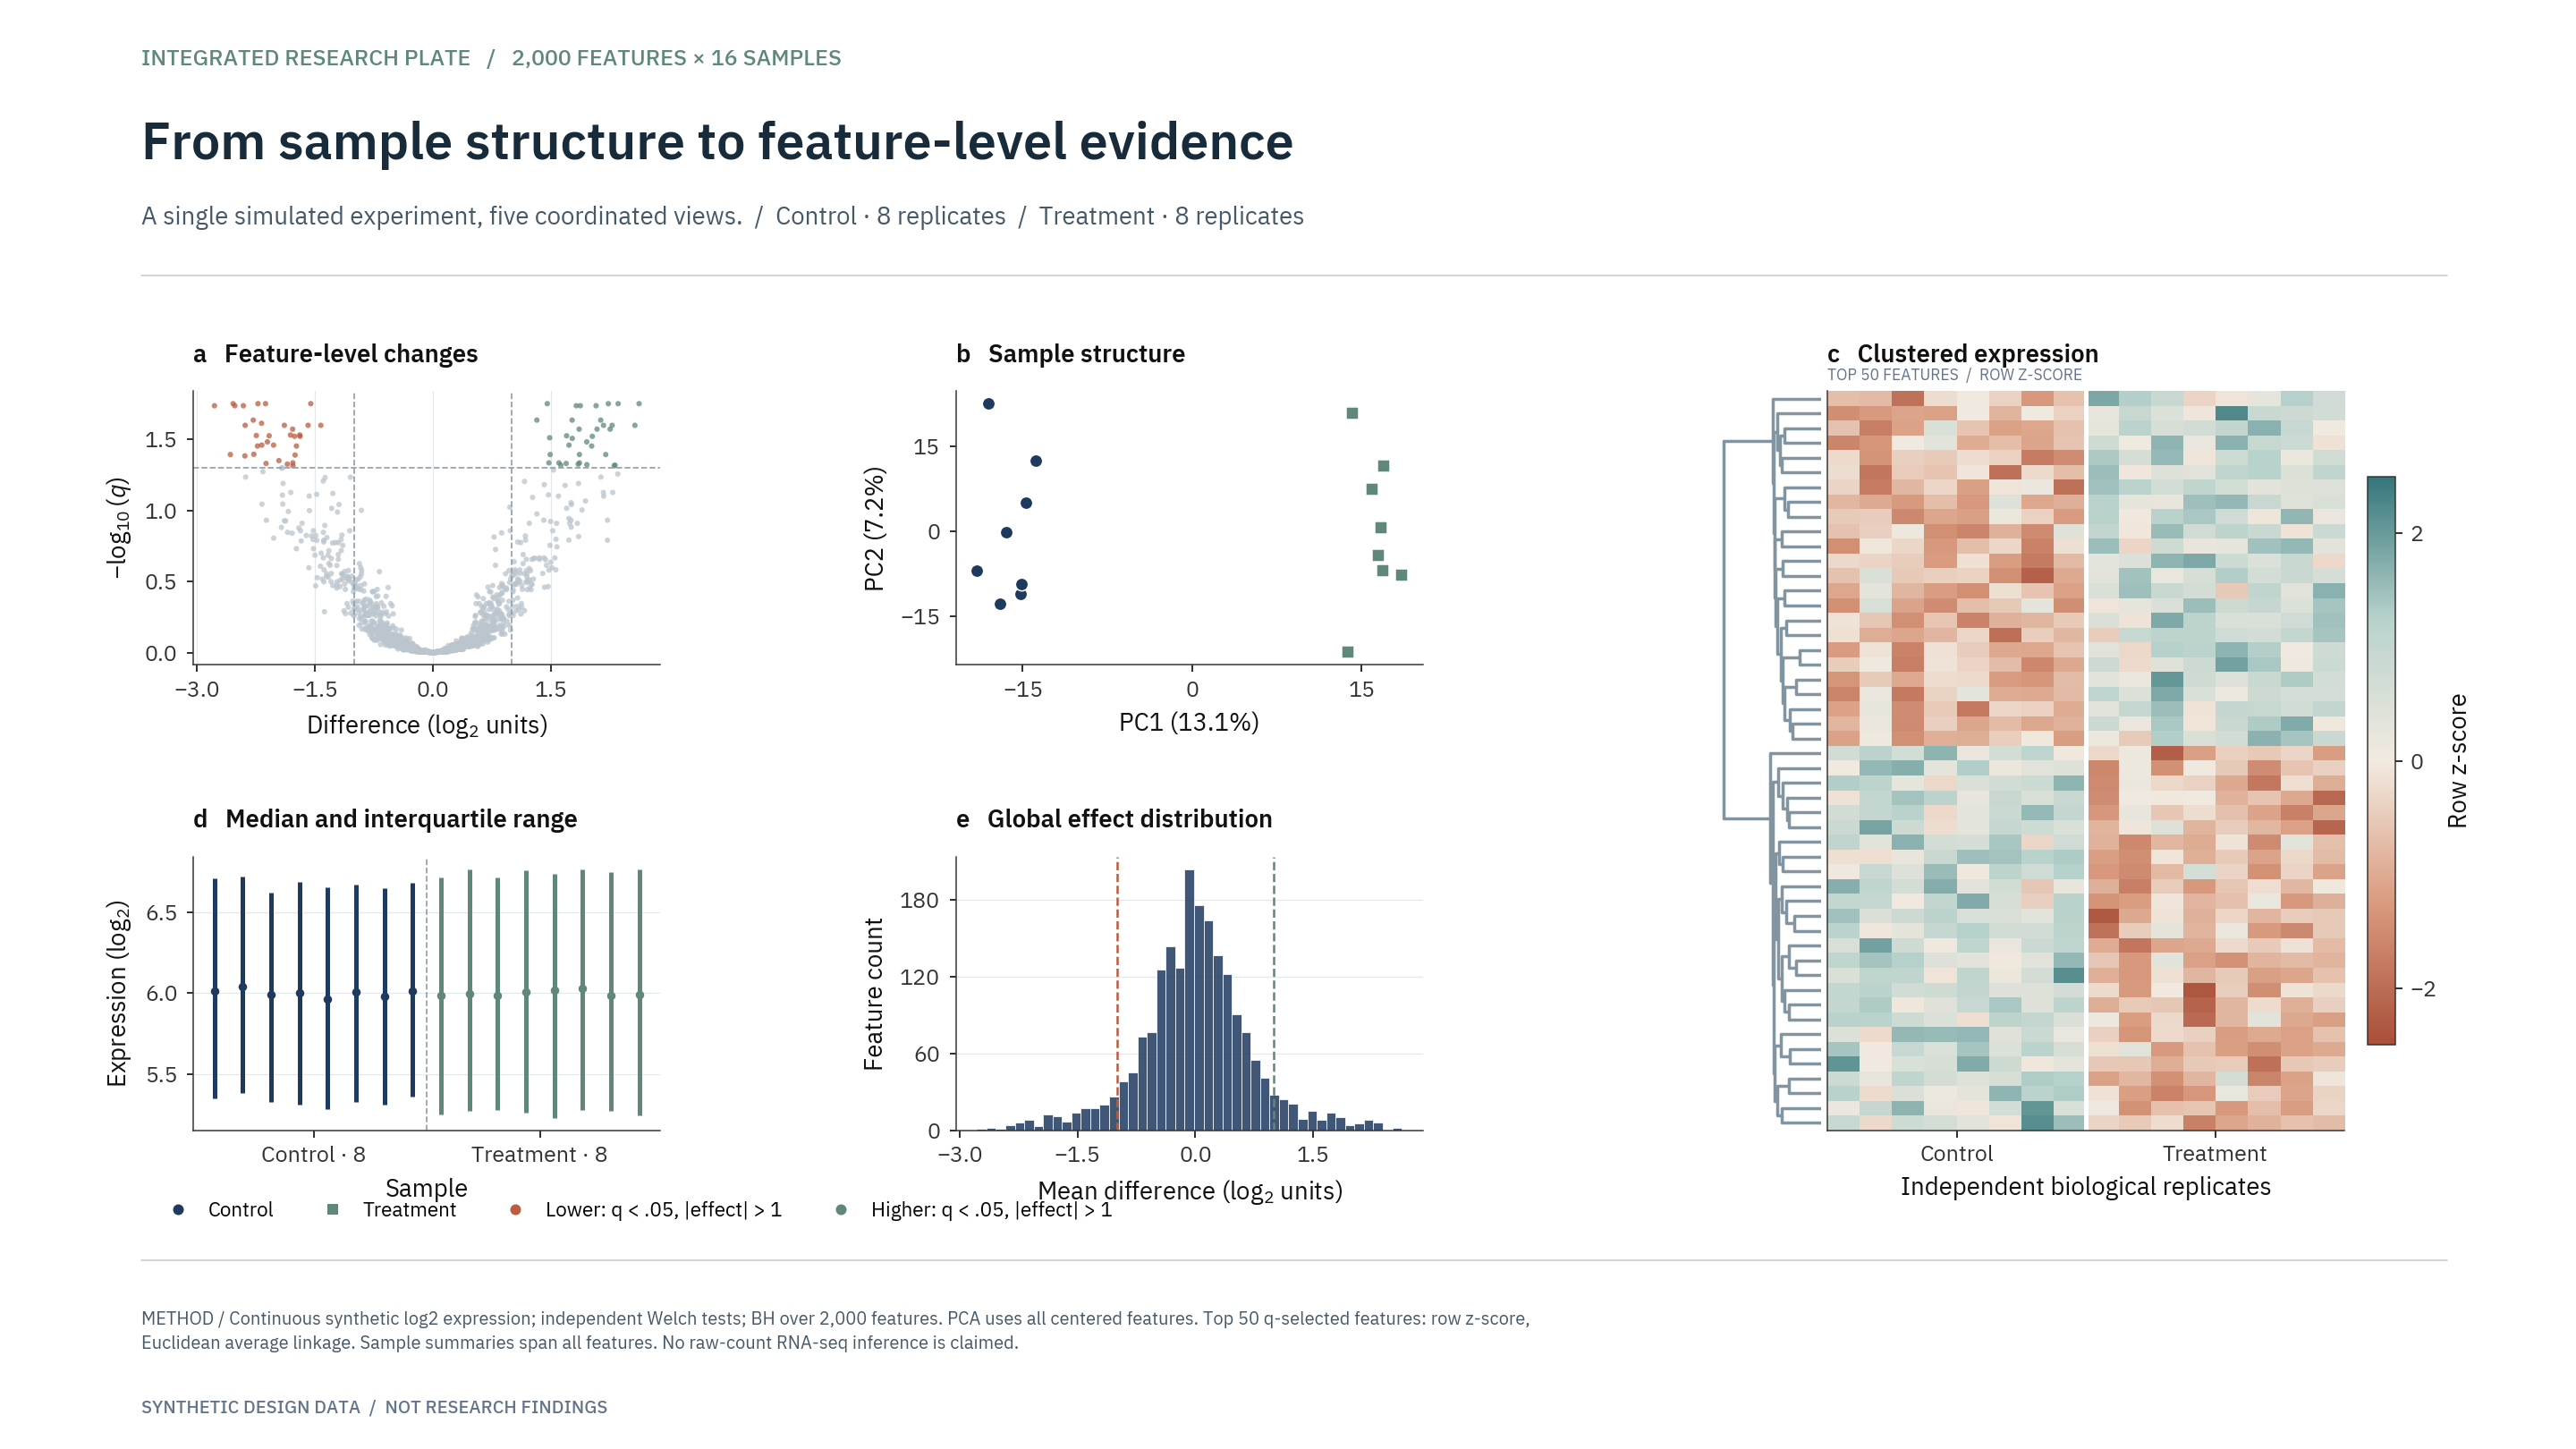 INTEGRATED RESEARCH PLATE / 2,000 FEATURES × 16 SAMPLES
From sample structure to feature-level evidence
A single simulated experiment, five coordinated views. / Control · 8 replicates / Treatment · 8 replicates
a Feature-level changes
−log10 (q)
1.5
1.0
0.5
0.0
−3.0 −1.5 0.0 1.5
Difference (log2 units)
b Sample structure
PC2 (7.2%)
15
0
−15
−15 0 15
PC1 (13.1%)
c Clustered expression
TOP 50 FEATURES / ROW Z-SCORE
Control Treatment
Independent biological replicates
2
0
−2
Row z-score
d Median and interquartile range
Expression (log2)
6.5
6.0
5.5
Control · 8 Treatment · 8
Sample
e Global effect distribution
Feature count
180
120
60
0
−3.0 −1.5 0.0 1.5
Mean difference (log2 units)
Control Treatment Lower: q < .05, |effect| > 1 Higher: q < .05, |effect| > 1
METHOD / Continuous synthetic log2 expression; independent Welch tests; BH over 2,000 features. PCA uses all centered features. Top 50 q-selected features: row z-score,
Euclidean average linkage. Sample summaries span all features. No raw-count RNA-seq inference is claimed.
SYNTHETIC DESIGN DATA / NOT RESEARCH FINDINGS